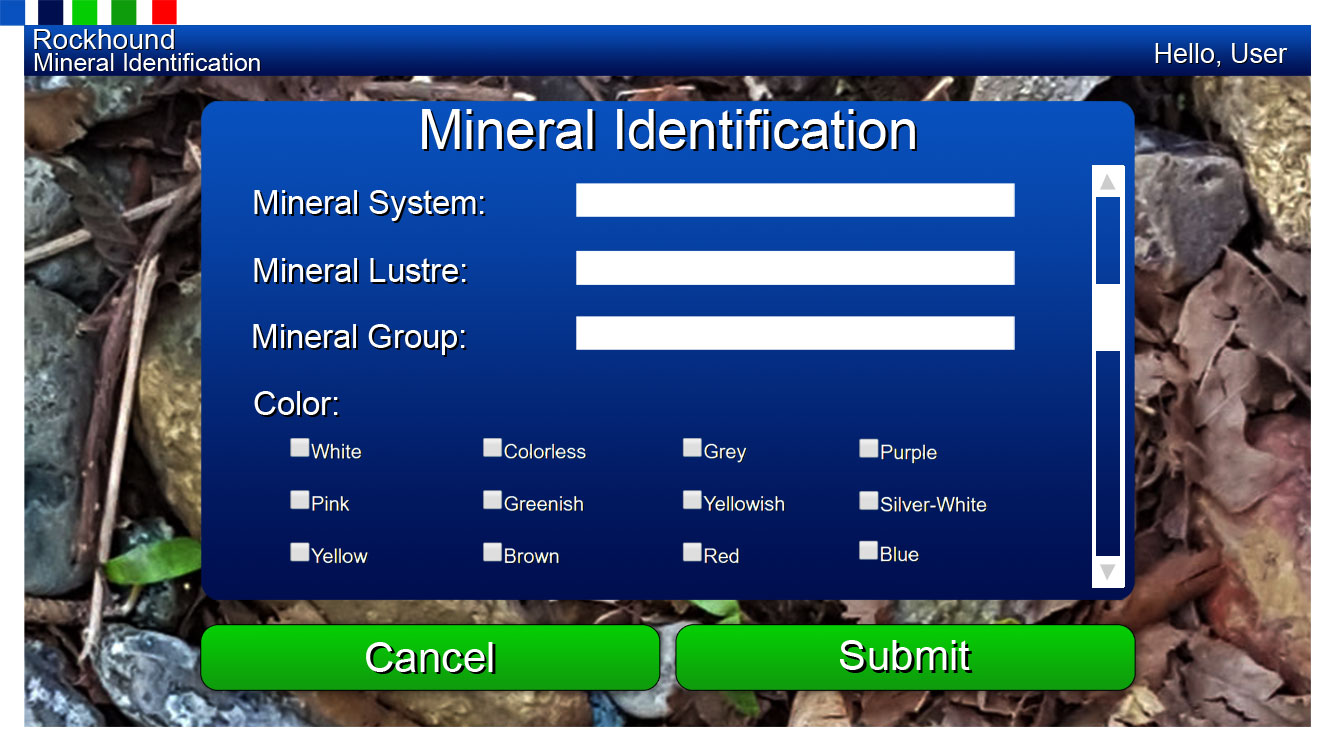 Rockhound
Mineral Identification
Hello, User
Mineral Identification
Mineral System:
Mineral Lustre:
Mineral Group:
Color:
White Colorless Grey Purple
Pink Greenish Yellowish Silver-White
Yellow Brown Red Blue
Cancel Submit